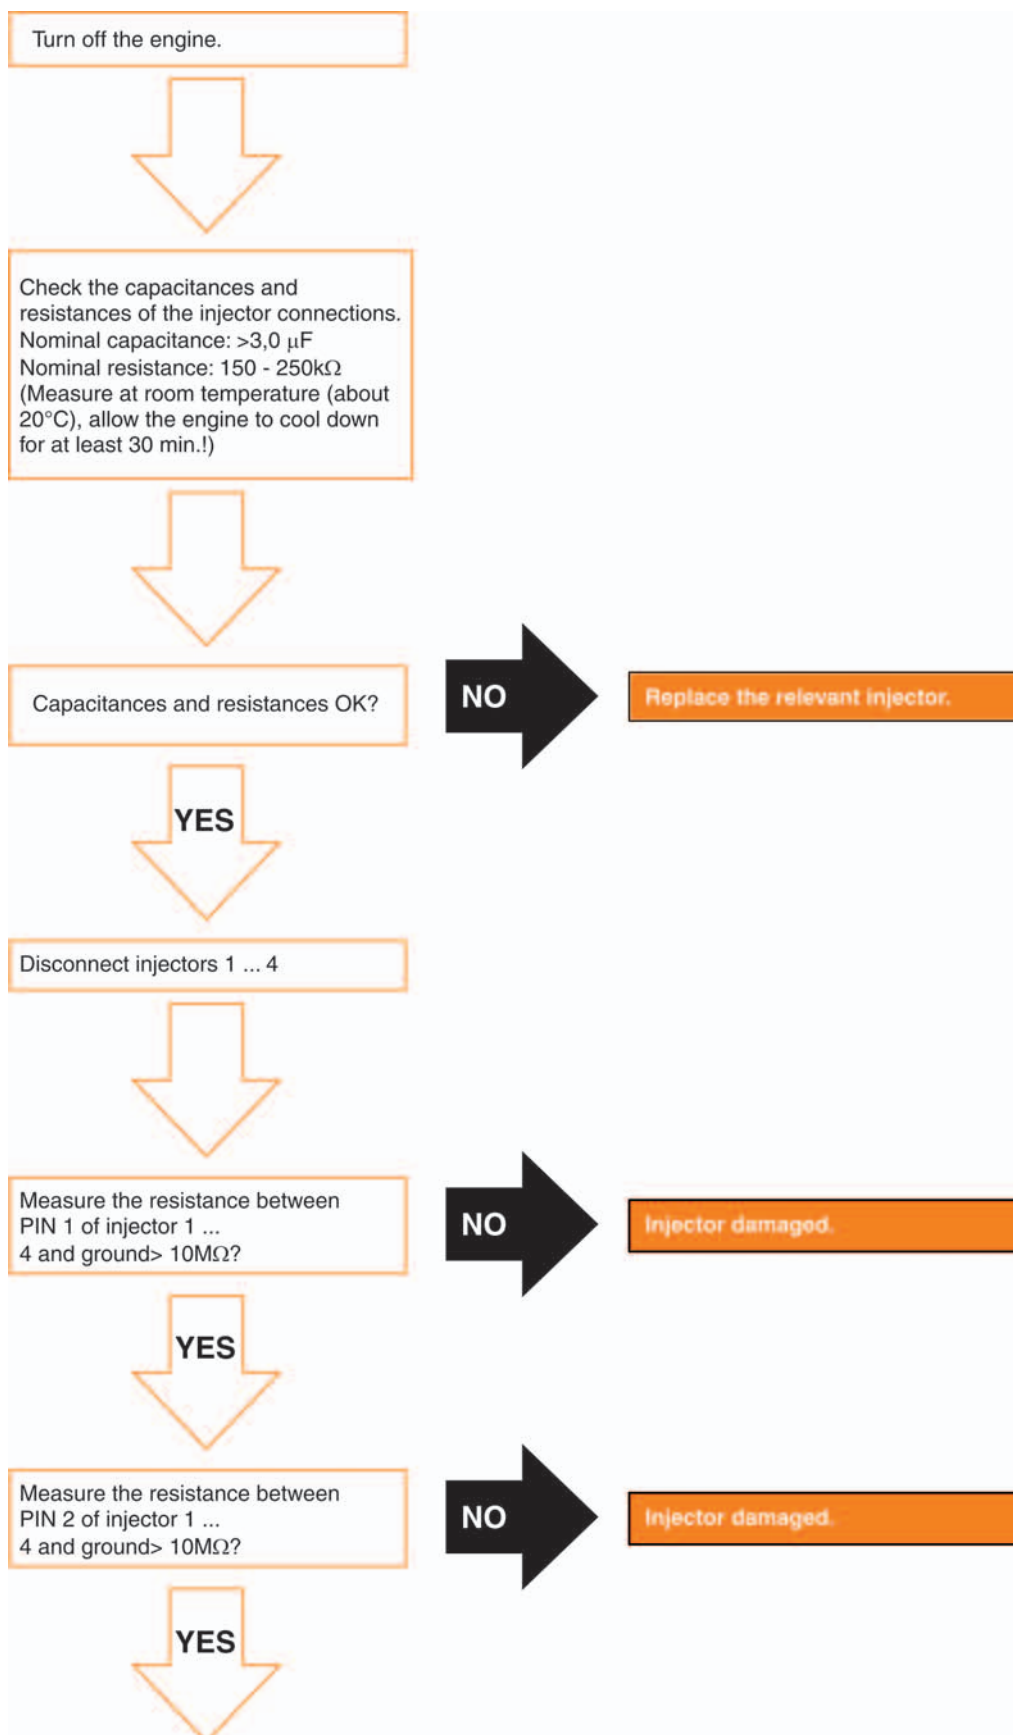 Turn off the engine.
Check the capacitances and
resistances of the injector connections.
Nominal capacitance: >3,0 μF
Nominal resistance: 150 - 250kΩ
(Measure at room temperature (about
20°C), allow the engine to cool down
for at least 30 min.!)
Capacitances and resistances OK?
NO
Replace the relevant injector.
YES
Disconnect injectors 1 ... 4
Measure the resistance between
PIN 1 of injector 1 ...
4 and ground> 10MΩ?
NO
Injector damaged.
YES
Measure the resistance between
PIN 2 of injector 1 ...
4 and ground> 10MΩ?
NO
Injector damaged.
YES